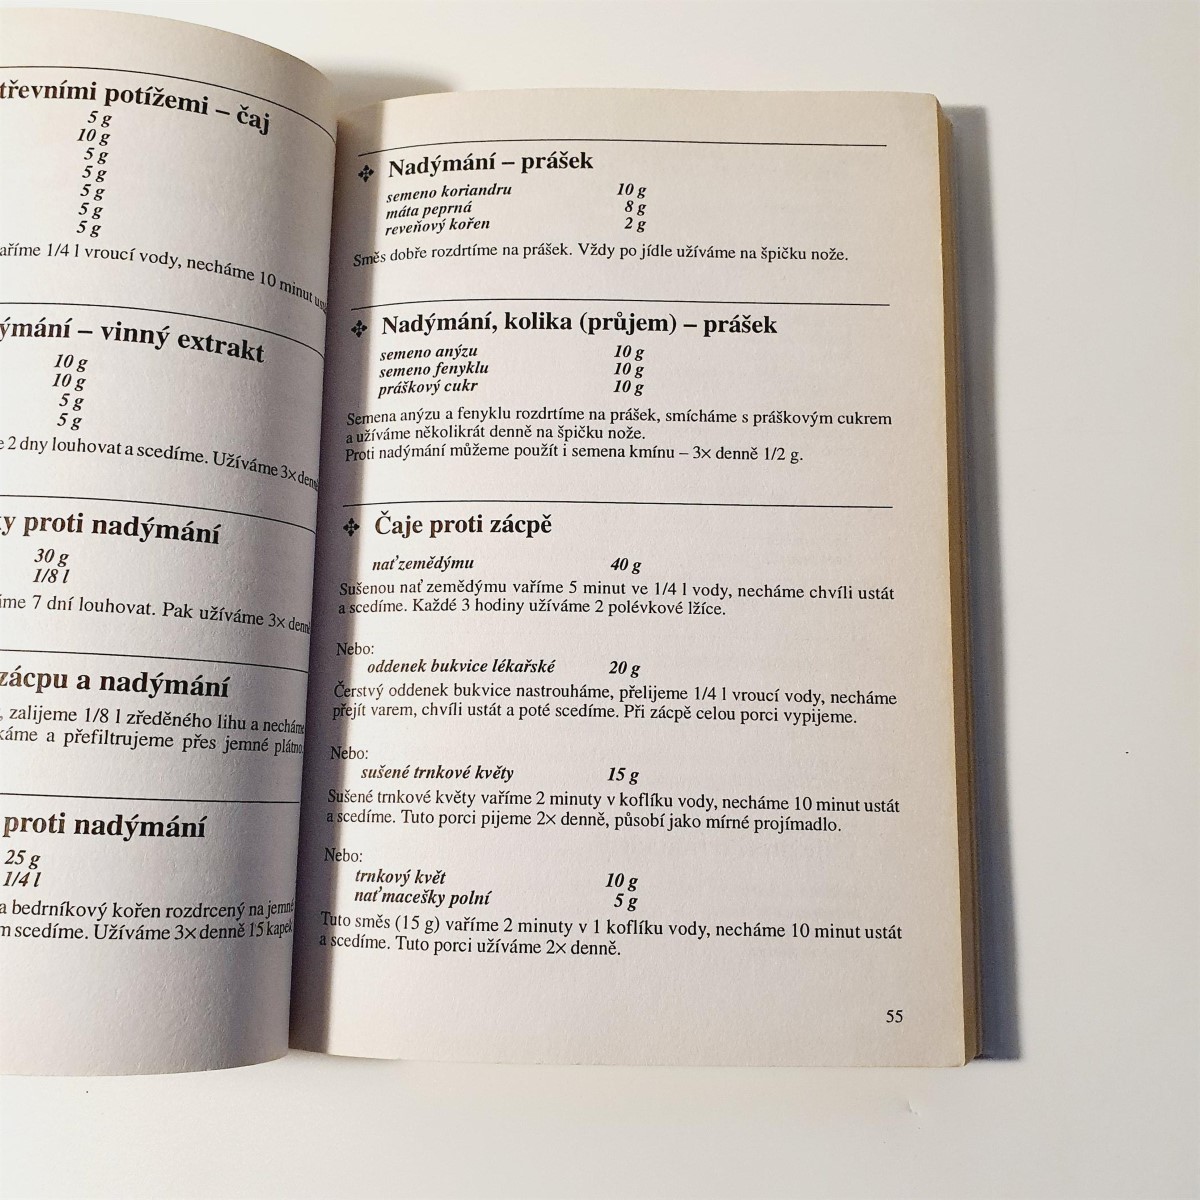 třevními potížemi – čaj
5 g
10 g
5 g
5 g
5 g
5 g
5 g
aříme 1/4 l vroucí vody, necháme 10 minut
ýmání – vinný extrakt
10 g
10 g
5 g
5 g
e 2 dny louhovat a scedíme. Užíváme 3× denně
y proti nadýmání
30 g
1/8 l
íme 7 dní louhovat. Pak užíváme 3× denně
zácpu a nadýmání
, zalijeme 1/8 l zředěného lihu a necháme
káme a přefiltrujeme přes jemné plátno.
proti nadýmání
25 g
1/4 l
a bedrníkový kořen rozdrcený na jemné
m scedíme. Užíváme 3× denně 15 kapek
❖ Nadýmání – prášek
semeno koriandru 10 g
máta peprná 8 g
reveňový kořen 2 g
Směs dobře rozdrtíme na prášek. Vždy po jídle užíváme na špičku nože.
❖ Nadýmání, kolika (průjem) – prášek
semeno anýzu 10 g
semeno fenyklu 10 g
práškový cukr 10 g
Semena anýzu a fenyklu rozdrtíme na prášek, smícháme s práškovým cukrem
a užíváme několikrát denně na špičku nože.
Proti nadýmání můžeme použít i semena kmínu – 3× denně 1/2 g.
❖ Čaje proti zácpě
nať zemědýmu 40 g
Sušenou nať zemědýmu vaříme 5 minut ve 1/4 l vody, necháme chvíli ustát
a scedíme. Každé 3 hodiny užíváme 2 polévkové lžíce.
Nebo:
oddenek bukvice lékařské 20 g
Čerstvý oddenek bukvice nastrouháme, přelijeme 1/4 l vroucí vody, necháme
přejít varem, chvíli ustát a poté scedíme. Při zácpě celou porci vypijeme.
Nebo:
sušené trnkové květy 15 g
Sušené trnkové květy vaříme 2 minuty v koflíku vody, necháme 10 minut ustát
a scedíme. Tuto porci pijeme 2× denně, působí jako mírné projímadlo.
Nebo:
trnkový květ 10 g
nať macešky polní 5 g
Tuto směs (15 g) vaříme 2 minuty v 1 koflíku vody, necháme 10 minut ustát
a scedíme. Tuto porci užíváme 2× denně.
55